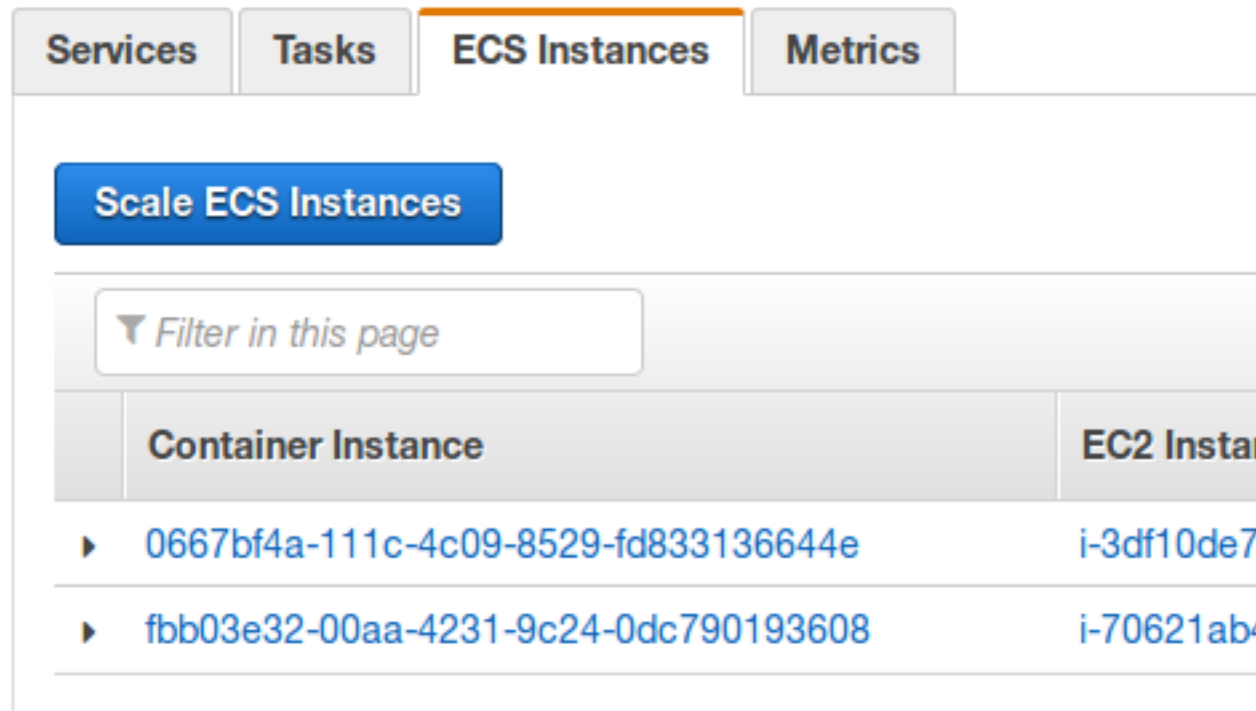 Services Tasks ECS Instances Metrics
Scale ECS Instances
Filter in this page
Container Instance EC2
0667bf4a-111c-4c09-8529-fd833136644e
fbb03e32-00aa-4231-9c24-0dc790193608